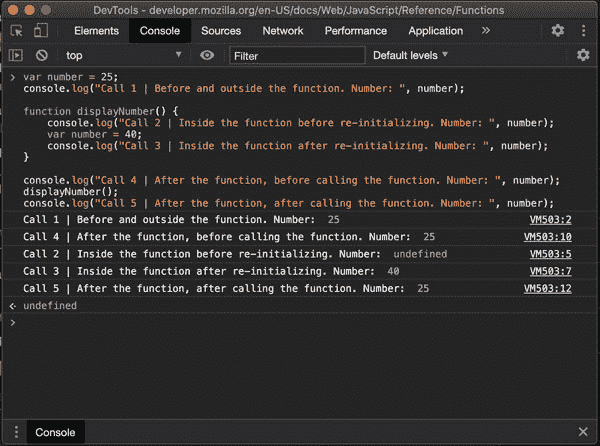 DevTools - developer.mozilla.org/en-US/docs/Web/JavaScript/Reference/Functions
Elements Console Sources Network Performance Application »
top ▼ Filter Default levels ▼
> var number = 25;
console.log("Call 1 | Before and outside the function. Number: ", number);
function displayNumber() {
console.log("Call 2 | Inside the function before re-initializing. Number: ", number);
var number = 40;
console.log("Call 3 | Inside the function after re-initializing. Number: ", number);
}
console.log("Call 4 | After the function, before calling the function. Number: ", number);
displayNumber();
console.log("Call 5 | After the function, after calling the function. Number: ", number);
Call 1 | Before and outside the function. Number: 25 VM503:2
Call 4 | After the function, before calling the function. Number: 25 VM503:10
Call 2 | Inside the function before re-initializing. Number: undefined VM503:5
Call 3 | Inside the function after re-initializing. Number: 40 VM503:7
Call 5 | After the function, after calling the function. Number: 25 VM503:12
undefined
>
Console